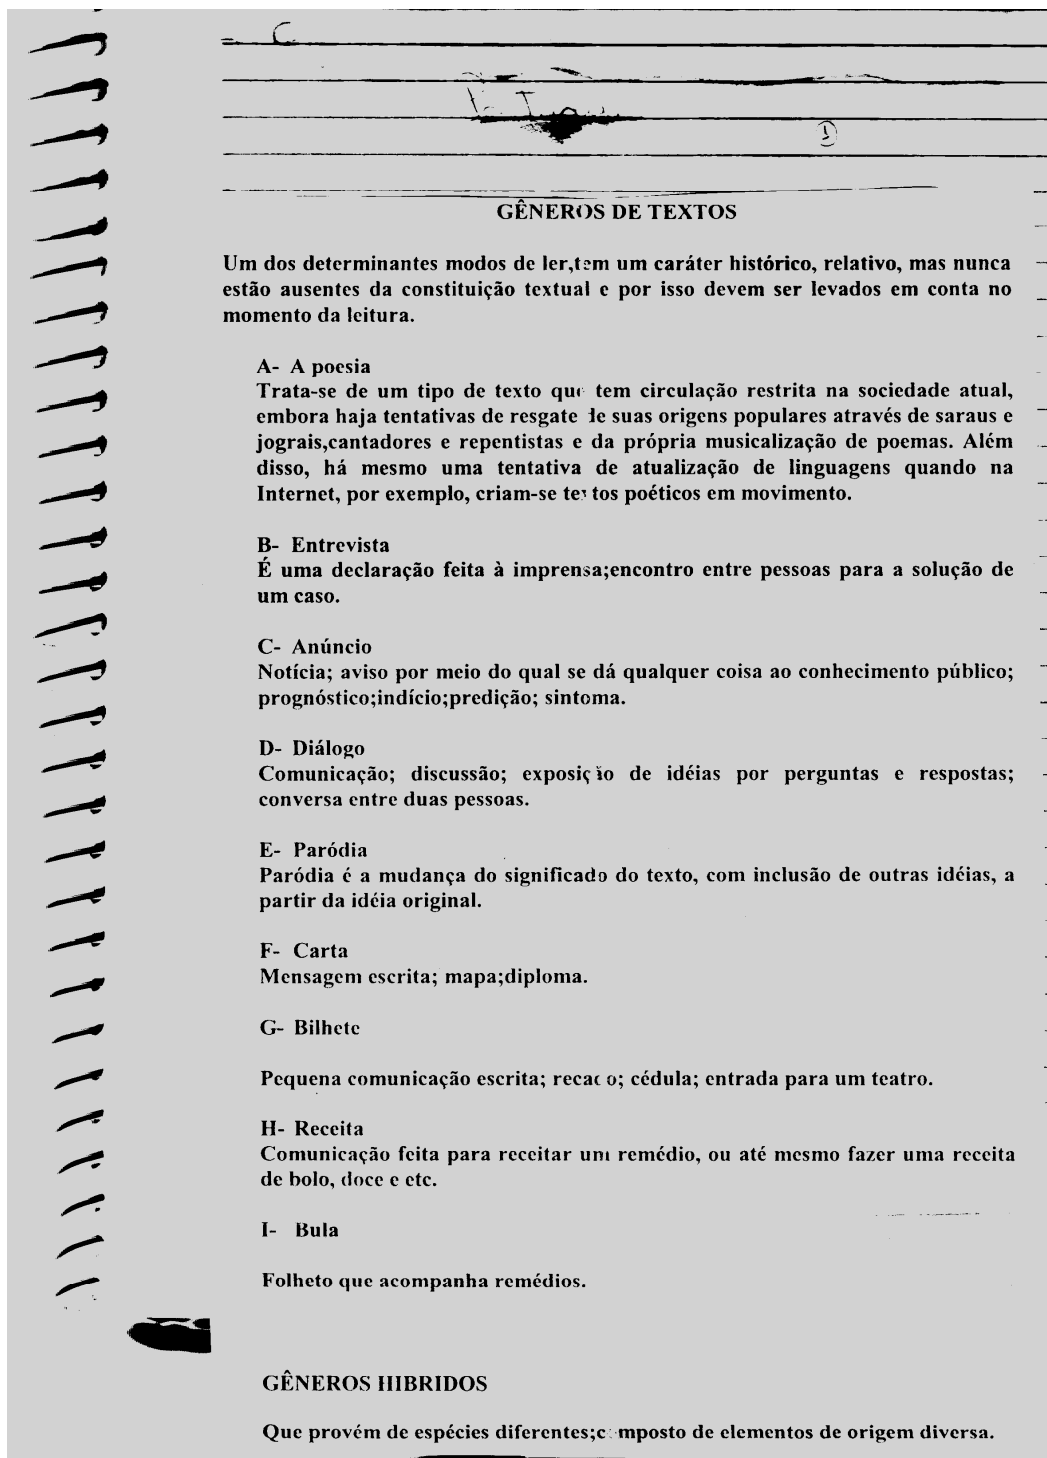 GÊNEROS DE TEXTOS
Um dos determinantes modos de ler,tem um caráter histórico, relativo, mas nunca
estão ausentes da constituição textual e por isso devem ser levados em conta no
momento da leitura.
A- A poesia
Trata-se de um tipo de texto que tem circulação restrita na sociedade atual,
embora haja tentativas de resgate de suas origens populares através de saraus e
jograis,cantadores e repentistas e da própria musicalização de poemas. Além
disso, há mesmo uma tentativa de atualização de linguagens quando na
Internet, por exemplo, criam-se textos poéticos em movimento.
B- Entrevista
É uma declaração feita à imprensa;encontro entre pessoas para a solução de
um caso.
C- Anúncio
Notícia; aviso por meio do qual se dá qualquer coisa ao conhecimento público;
prognóstico;indício;predição; sintoma.
D- Diálogo
Comunicação; discussão; exposição de idéias por perguntas e respostas;
conversa entre duas pessoas.
E- Paródia
Paródia é a mudança do significado do texto, com inclusão de outras idéias, a
partir da idéia original.
F- Carta
Mensagem escrita; mapa;diploma.
G- Bilhete
Pequena comunicação escrita; recado; cédula; entrada para um teatro.
H- Receita
Comunicação feita para receitar um remédio, ou até mesmo fazer uma receita
de bolo, doce e etc.
I- Bula
Folheto que acompanha remédios.
GÊNEROS HIBRIDOS
Que provém de espécies diferentes;composto de elementos de origem diversa.